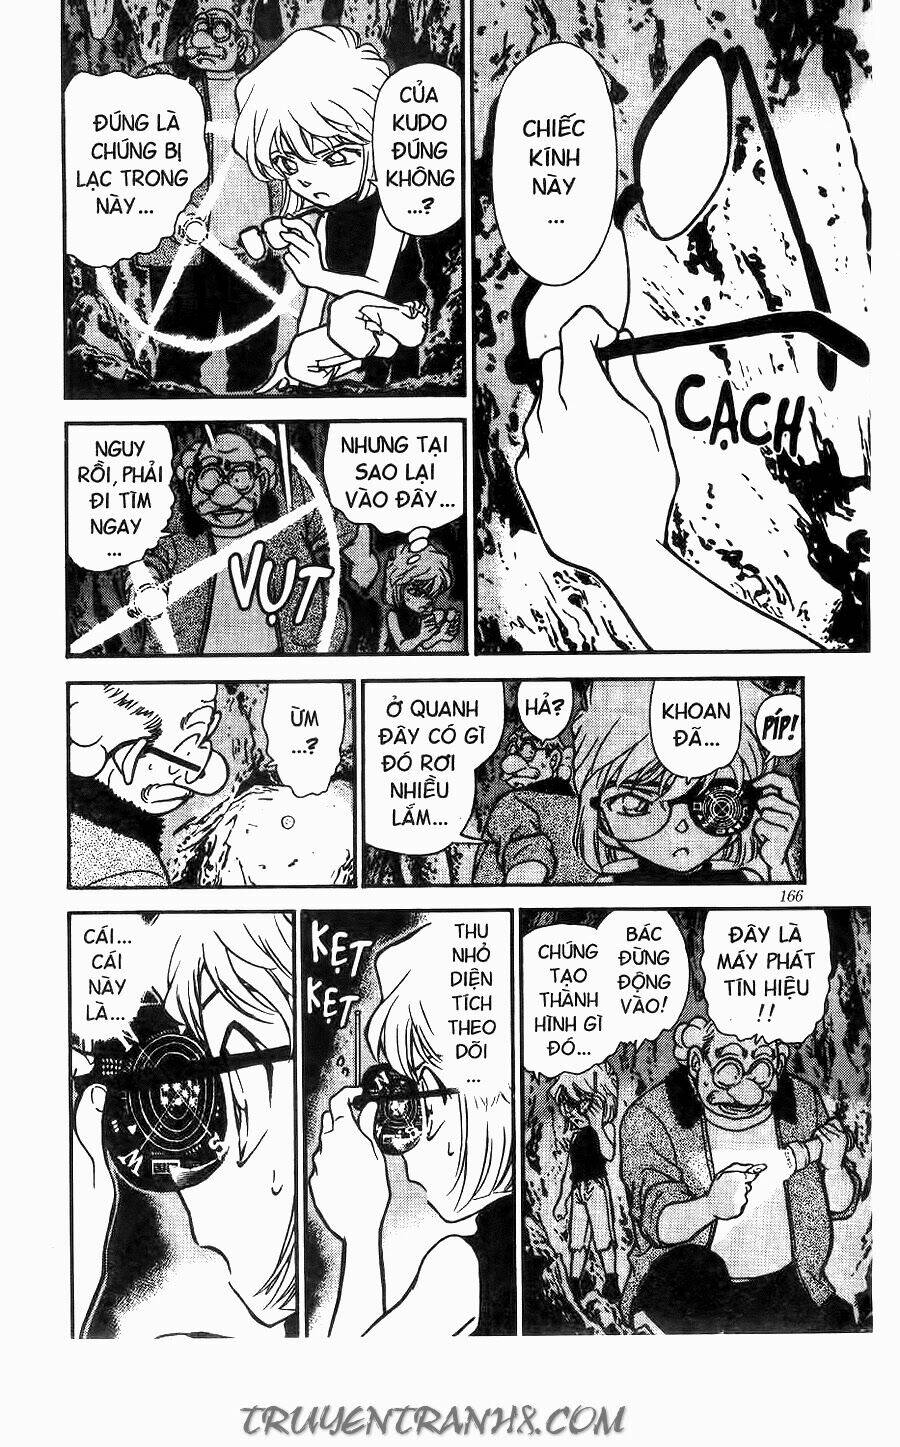 CHIẾC
KÍNH
NÀY
...
CẠCH
CỦA
KUDO
ĐÚNG
KHÔNG
...?
ĐÚNG LÀ
CHÚNG BỊ
LẠC TRONG
NÀY...
NHƯNG TẠI
SAO LẠI
VÀO ĐÂY...
VỤT
NGUY
RỒI, PHẢI
ĐI TÌM
NGAY
...
PÍP!
KHOAN
ĐÃ...
HẢ?
Ở QUANH
ĐÂY CÓ GÌ
ĐÓ RƠI
NHIỀU
LẮM...
ỪM
...?
166
ĐÂY LÀ
MÁY PHÁT
TÍN HIỆU
!!
BÁC
ĐỪNG
ĐỘNG
VÀO!
CHÚNG
TẠO
THÀNH
HÌNH GÌ
ĐÓ...
THU
NHỎ
DIỆN
TÍCH
THEO
DÕI
...
KẸT
KẸT
CÁI...
CÁI
NÀY
LÀ...
N
S
W
TRUYENTRANH8.COM